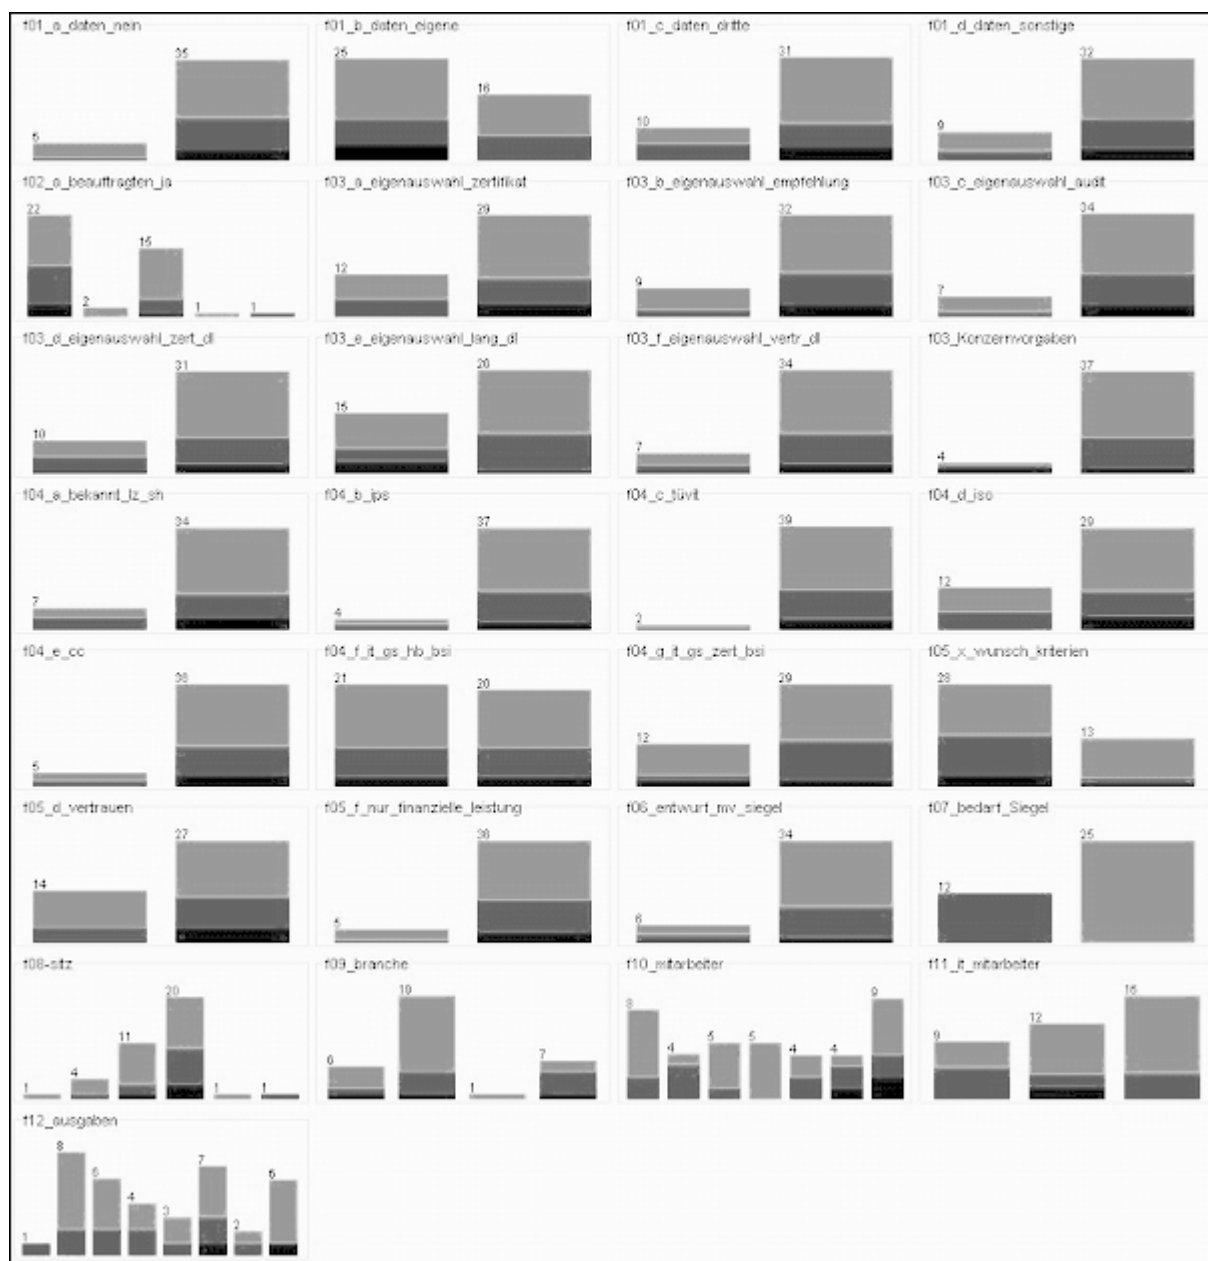 f01_a_daten_nein f01_b_daten_eigene f01_c_daten_dritte f01_d_daten_sonstige
5 35 25 16 10 31 9 32
f02_a_beauftragten_ja f03_a_eigenauswahl_zertifikat f03_b_eigenauswahl_empfehlung f03_c_eigenauswahl_audit
22 2 15 1 1 12 29 9 32 7 34
f03_d_eigenauswahl_zert_dl f03_e_eigenauswahl_lang_dl f03_f_eigenauswahl_vertr_dl f03_Konzernvorgaben
10 31 15 26 7 34 4 37
f04_a_bekannt_lz_sh f04_b_ips f04_c_tüvit f04_d_iso
7 34 4 37 2 39 12 29
f04_e_cc f04_f_it_gs_hb_bsi f04_g_it_gs_zert_bsi f05_x_wunsch_kriterien
5 36 21 20 12 29 28 13
f05_d_vertrauen f05_f_nur_finanzielle_leistung f06_entwurf_mv_siegel f07_bedarf_Siegel
14 27 5 36 6 34 12 25
f08-sitz f09_branche f10_mitarbeiter f11_it_mitarbeiter
1 4 11 20 1 1 6 19 1 7 8 4 5 5 4 4 9 9 12 16
f12_ausgaben
1 8 6 4 3 7 2 6